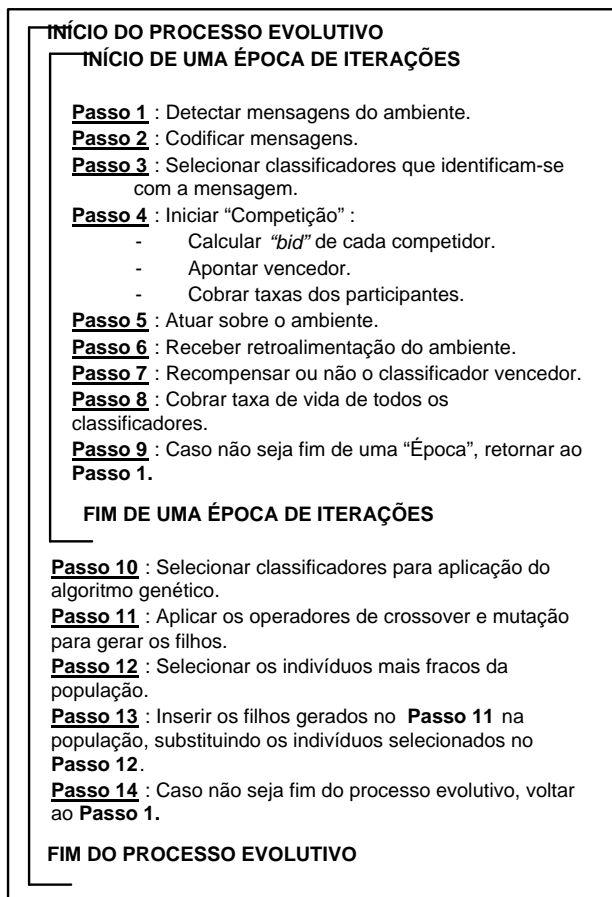 INÍCIO DO PROCESSO EVOLUTIVO
INÍCIO DE UMA ÉPOCA DE ITERAÇÕES
Passo 1 : Detectar mensagens do ambiente.
Passo 2 : Codificar mensagens.
Passo 3 : Selecionar classificadores que identificam-se
com a mensagem.
Passo 4 : Iniciar “Competição” :
- Calcular “bid” de cada competidor.
- Apontar vencedor.
- Cobrar taxas dos participantes.
Passo 5 : Atuar sobre o ambiente.
Passo 6 : Receber retroalimentação do ambiente.
Passo 7 : Recompensar ou não o classificador vencedor.
Passo 8 : Cobrar taxa de vida de todos os
classificadores.
Passo 9 : Caso não seja fim de uma “Época”, retornar ao
Passo 1.
FIM DE UMA ÉPOCA DE ITERAÇÕES
Passo 10 : Selecionar classificadores para aplicação do
algoritmo genético.
Passo 11 : Aplicar os operadores de crossover e mutação
para gerar os filhos.
Passo 12 : Selecionar os indivíduos mais fracos da
população.
Passo 13 : Inserir os filhos gerados no Passo 11 na
população, substituindo os indivíduos selecionados no
Passo 12.
Passo 14 : Caso não seja fim do processo evolutivo, voltar
ao Passo 1.
FIM DO PROCESSO EVOLUTIVO